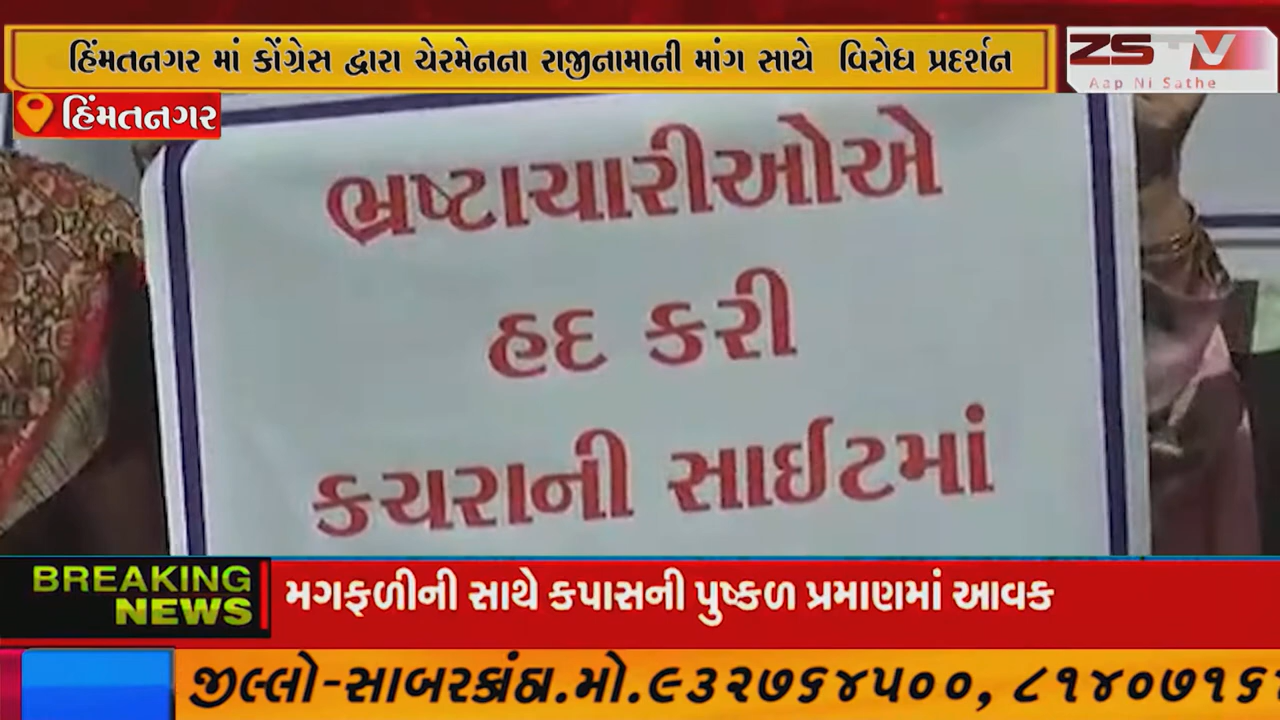 હિંમતનગર માં કોંગ્રેસ દ્વારા ચેરમેનના રાજીનામાની માંગ સાથે વિરોધ પ્રદર્શન
ZSTV
Aap Ni Sathe
હિંમતનગર
ભ્રષ્ટાચારીઓએ
હદ કરી
કચરાની સાઈટમાં
BREAKING
NEWS
મગફળીની સાથે કપાસની પુષ્કળ પ્રમાણમાં આવક
જીલ્લો-સાબરકાંઠા.મો.૯૩૨૭૬૪૫૦૦, ૮૧૪૦૭૧૬